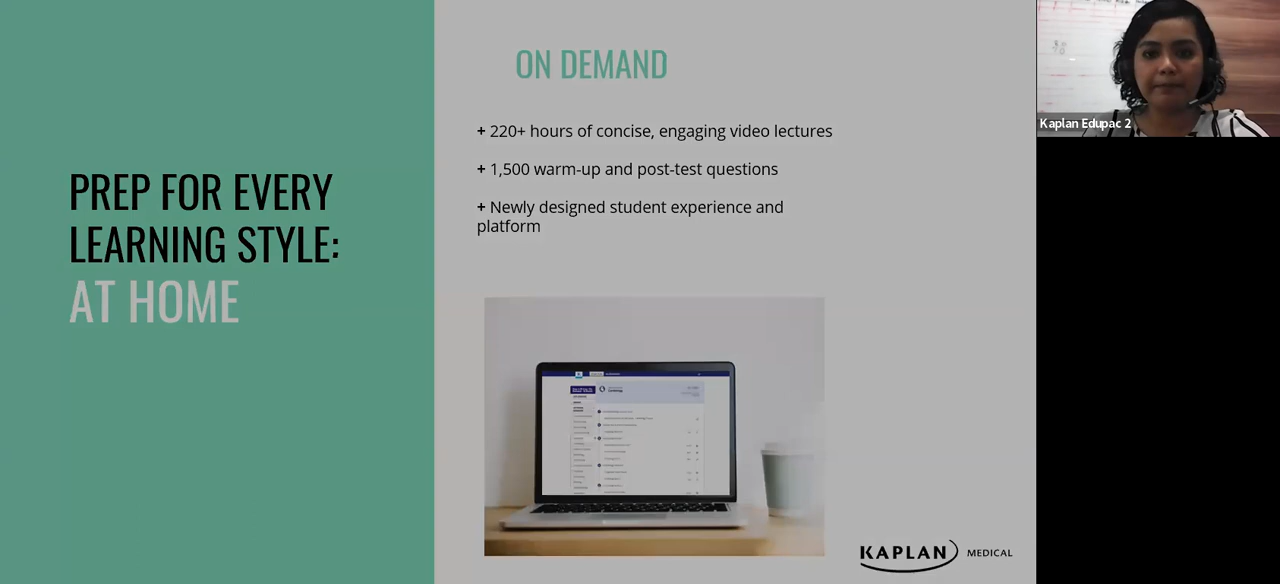 PREP FOR EVERY
LEARNING STYLE:
AT HOME
ON DEMAND
+ 220+ hours of concise, engaging video lectures
+ 1,500 warm-up and post-test questions
+ Newly designed student experience and
platform
KAPLAN MEDICAL
Kaplan Edupac 2